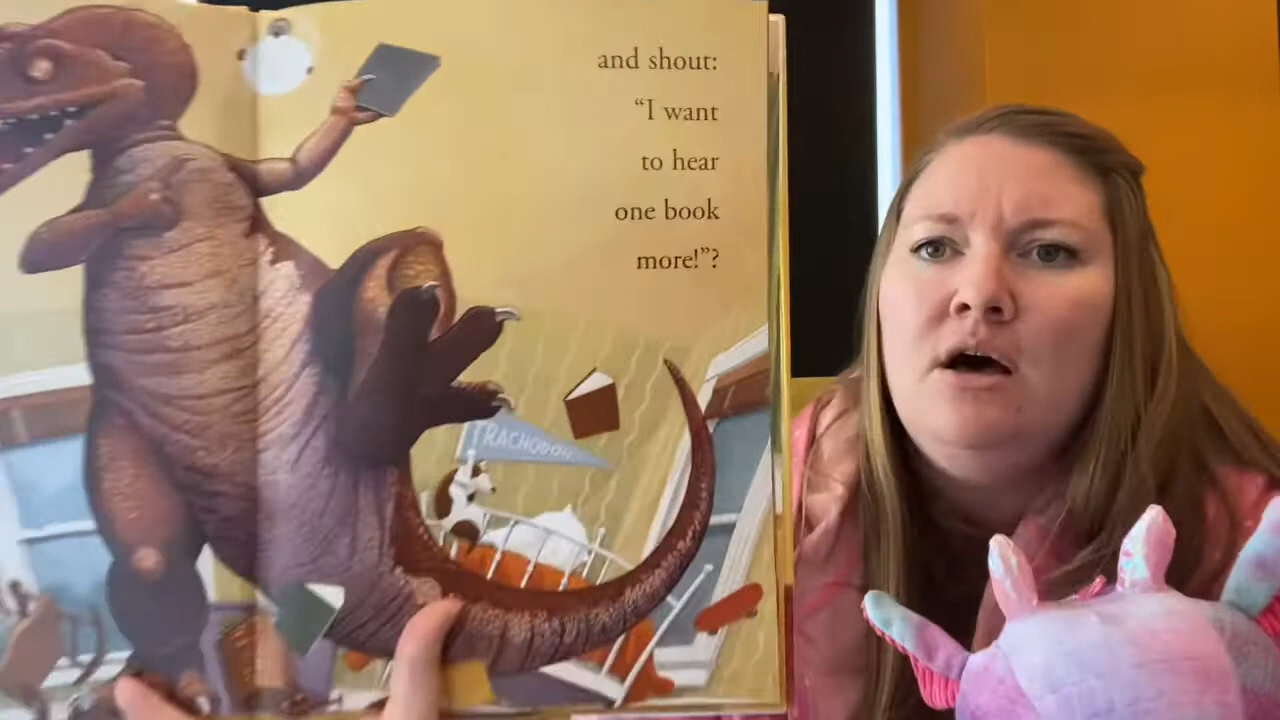 and shout:
“I want
to hear
one book
more!”?
TRACHODON